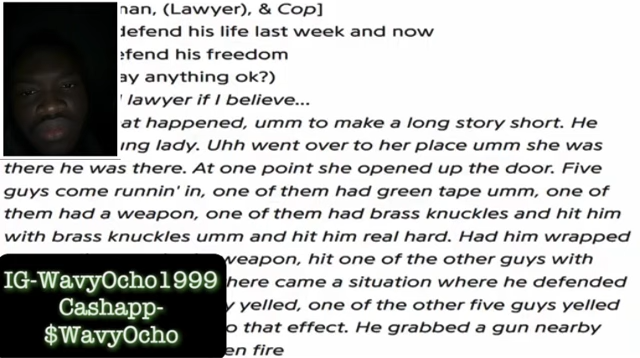 nan, (Lawyer), & Cop]
defend his life last week and now
efend his freedom
ay anything ok?)
lawyer if I believe...
at happened, umm to make a long story short. He
ung lady. Uhh went over to her place umm she was
there he was there. At one point she opened up the door. Five
guys come runnin' in, one of them had green tape umm, one of
them had a weapon, one of them had brass knuckles and hit him
with brass knuckles umm and hit him real hard. Had him wrapped
weapon, hit one of the other guys with
here came a situation where he defended
y yelled, one of the other five guys yelled
o that effect. He grabbed a gun nearby
en fire
IG-WavyOcho1999
Cashapp-
$WavyOcho